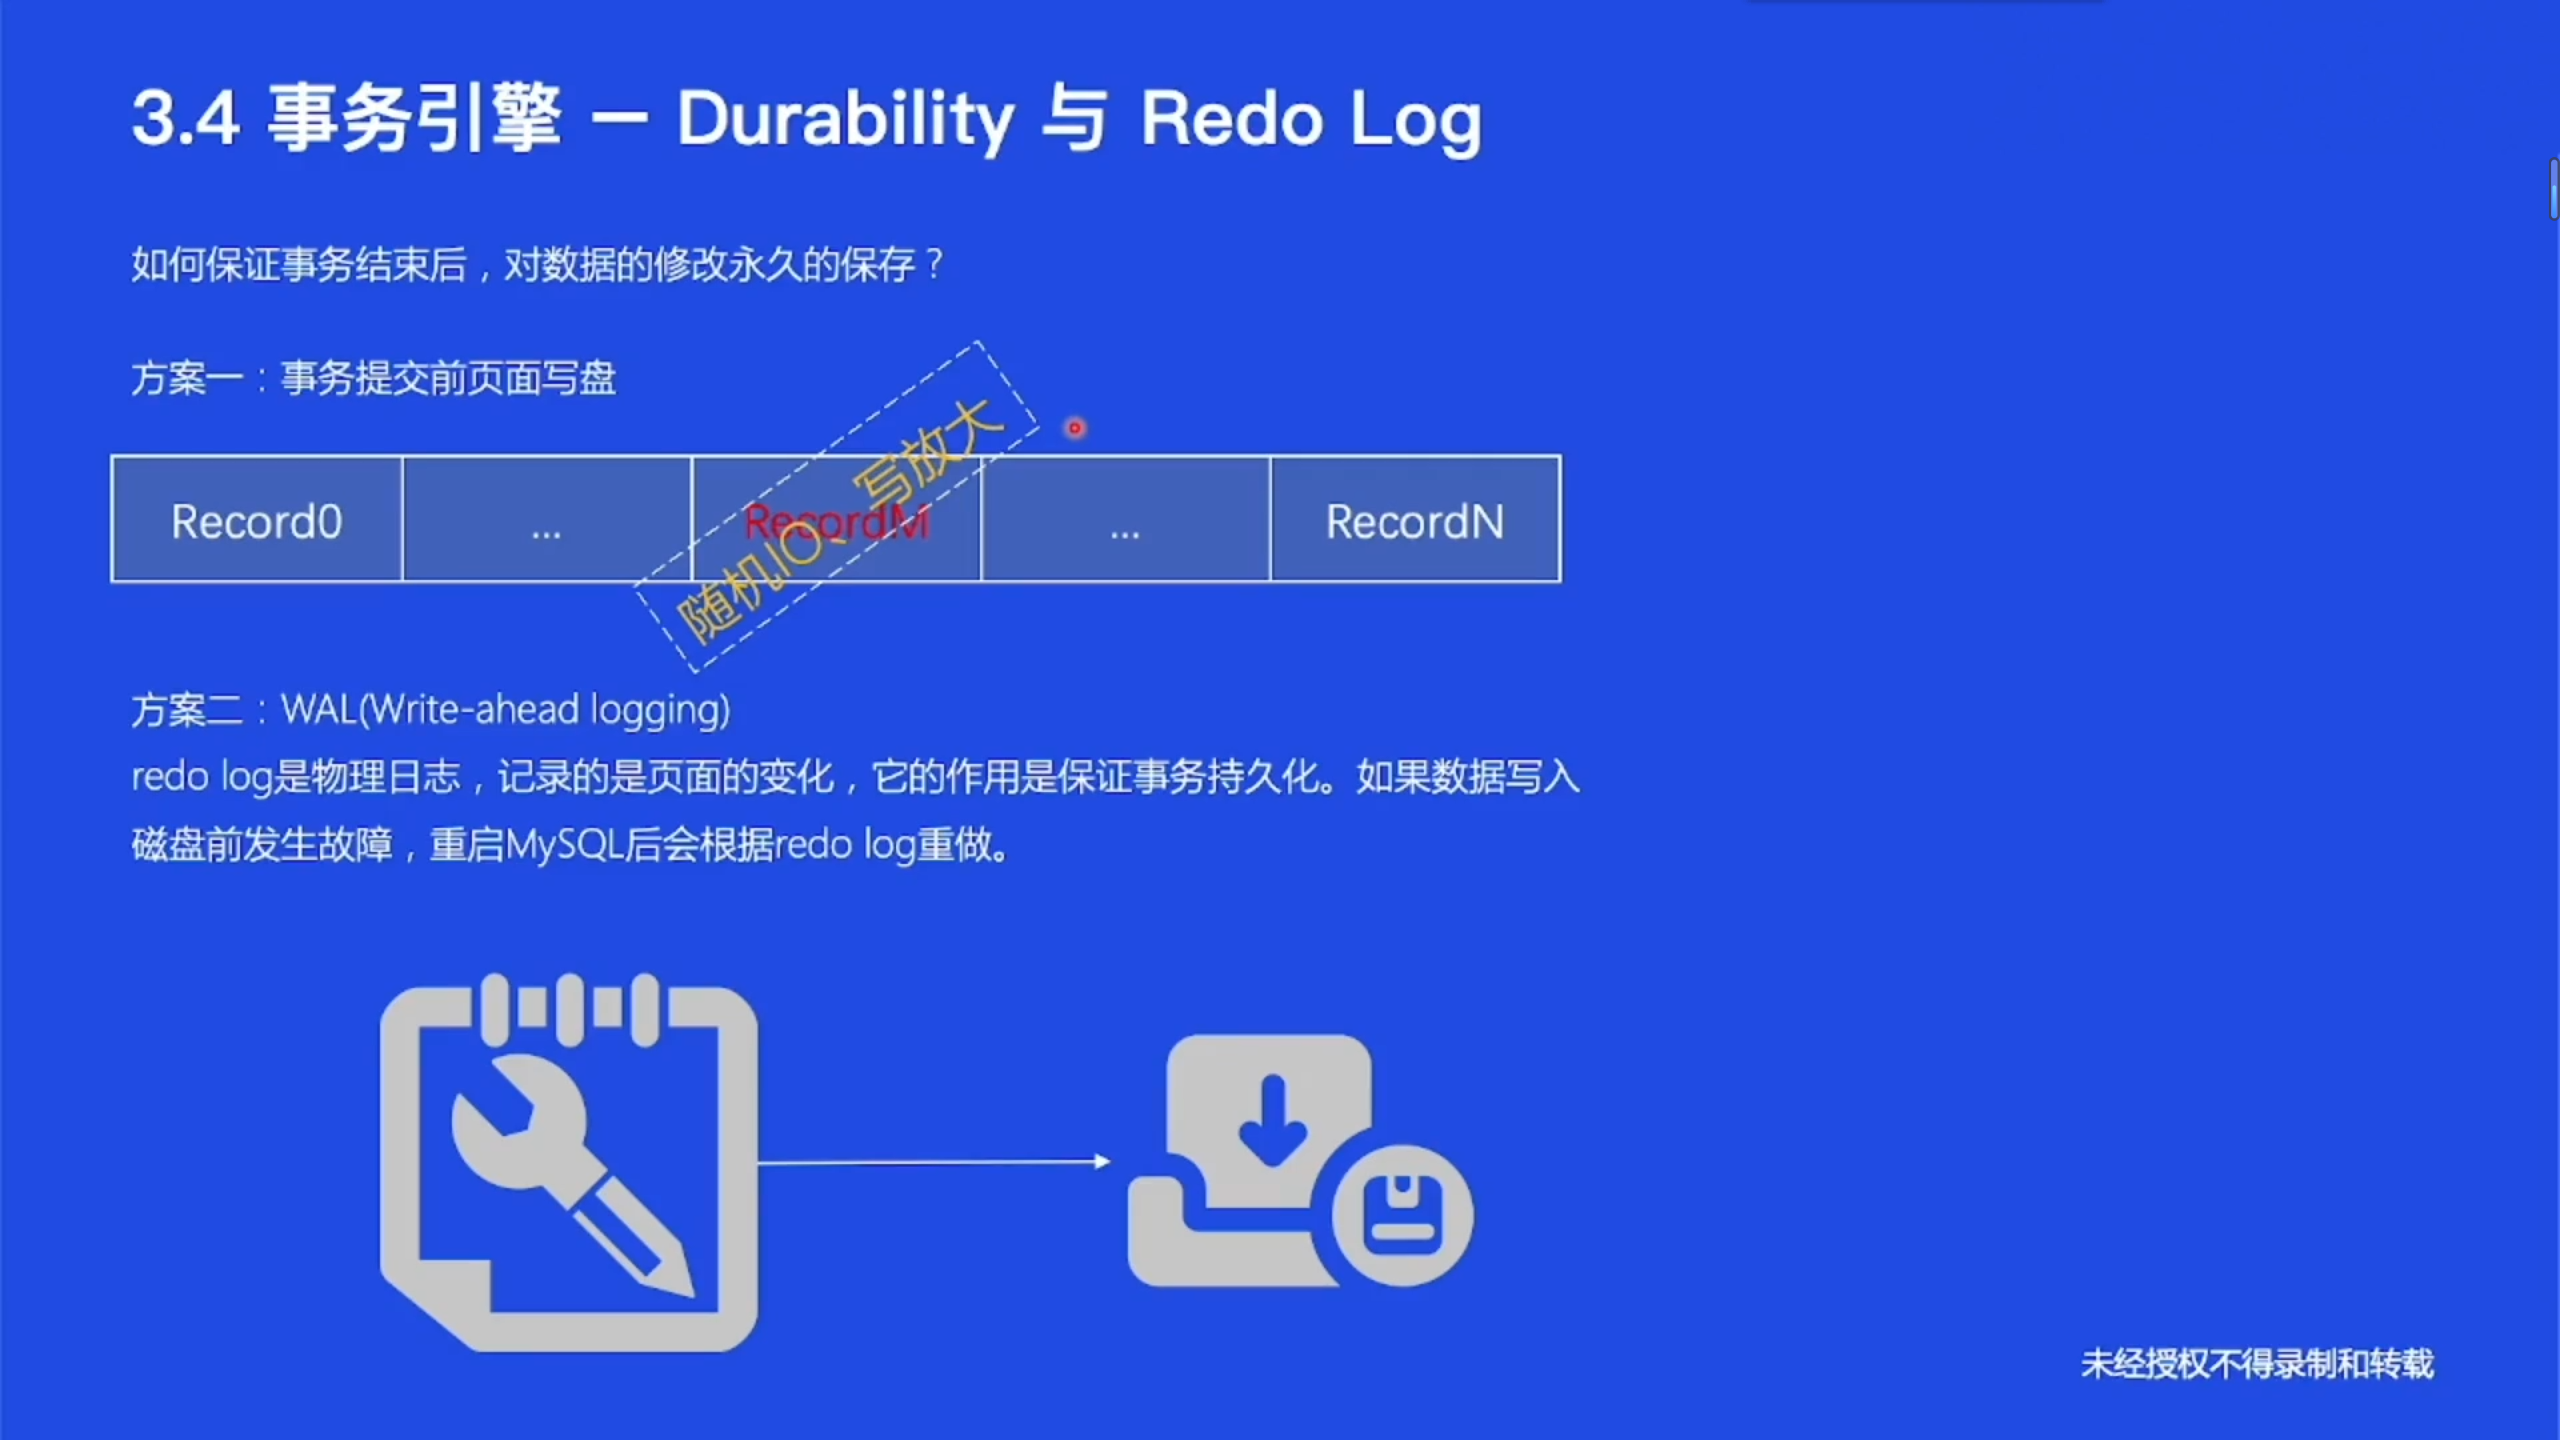 3.4 事务引擎 — Durability 与 Redo Log
如何保证事务结束后，对数据的修改永久的保存？
方案一：事务提交前页面写盘
随机IO、写放大
Record0 ... RecordM ... RecordN
方案二：WAL(Write-ahead logging)
redo log是物理日志，记录的是页面的变化，它的作用是保证事务持久化。如果数据写入
磁盘前发生故障，重启MySQL后会根据redo log重做。
未经授权不得录制和转载